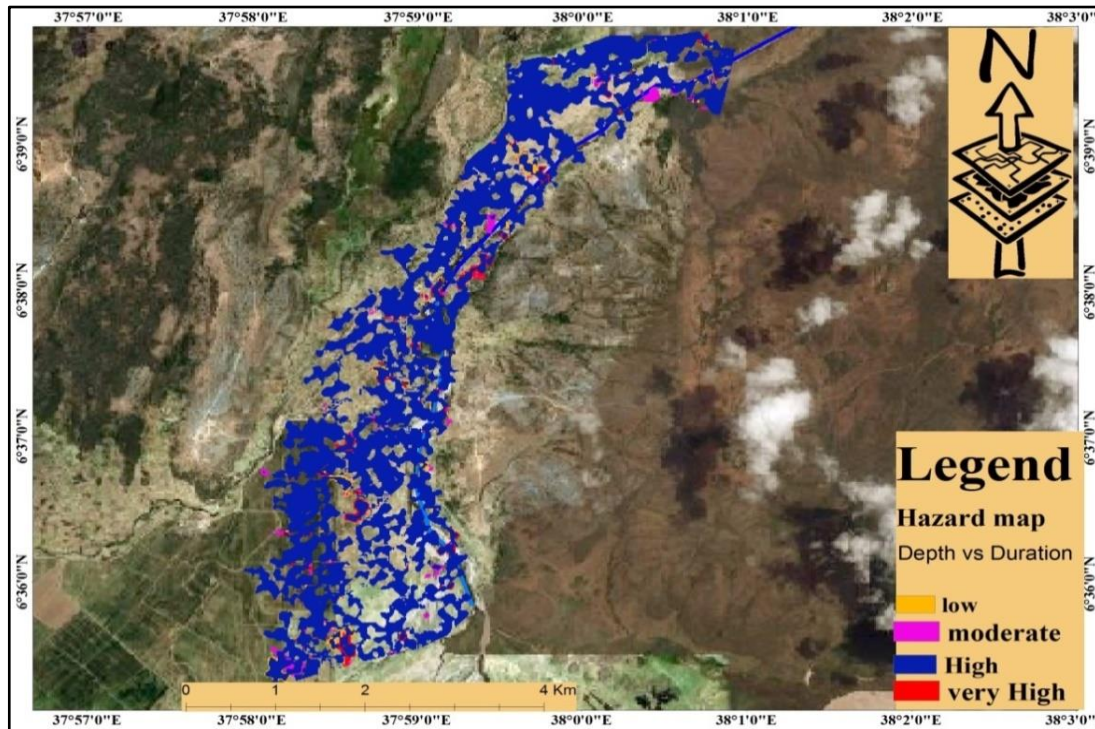 37°57'0"E 37°58'0"E 37°59'0"E 38°0'0"E 38°1'0"E 38°2'0"E 38°3'0"E
N
6°39'0"N 6°39'0"N
6°38'0"N 6°38'0"N
6°37'0"N 6°37'0"N
Legend
Hazard map
Depth vs Duration
6°36'0"N 6°36'0"N
low
moderate
High
very High
0 1 2 4 Km
37°57'0"E 37°58'0"E 37°59'0"E 38°0'0"E 38°1'0"E 38°2'0"E 38°3'0"E